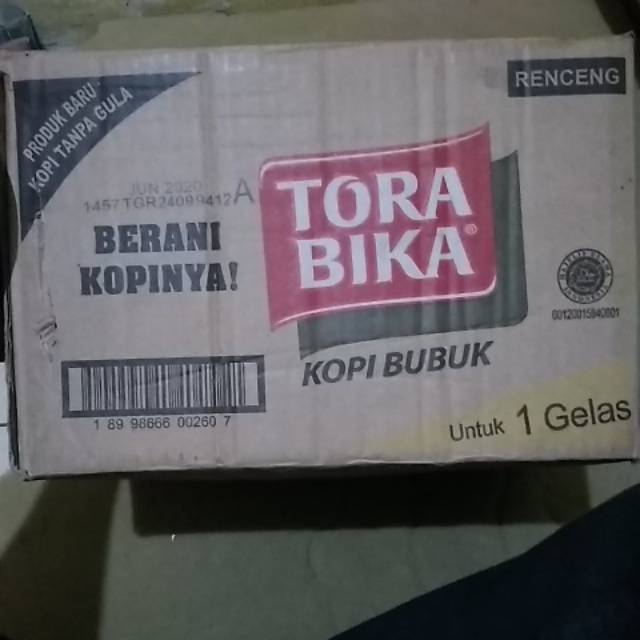 PRODUK BARU
KOPI TANPA GULA
RENCENG
JUN 2020
1457TGR24099412A
BERANI
KOPINYA!
TORA
BIKA®
KOPI BUBUK
00120015840801
1 89 98666 00260 7
Untuk 1 Gelas